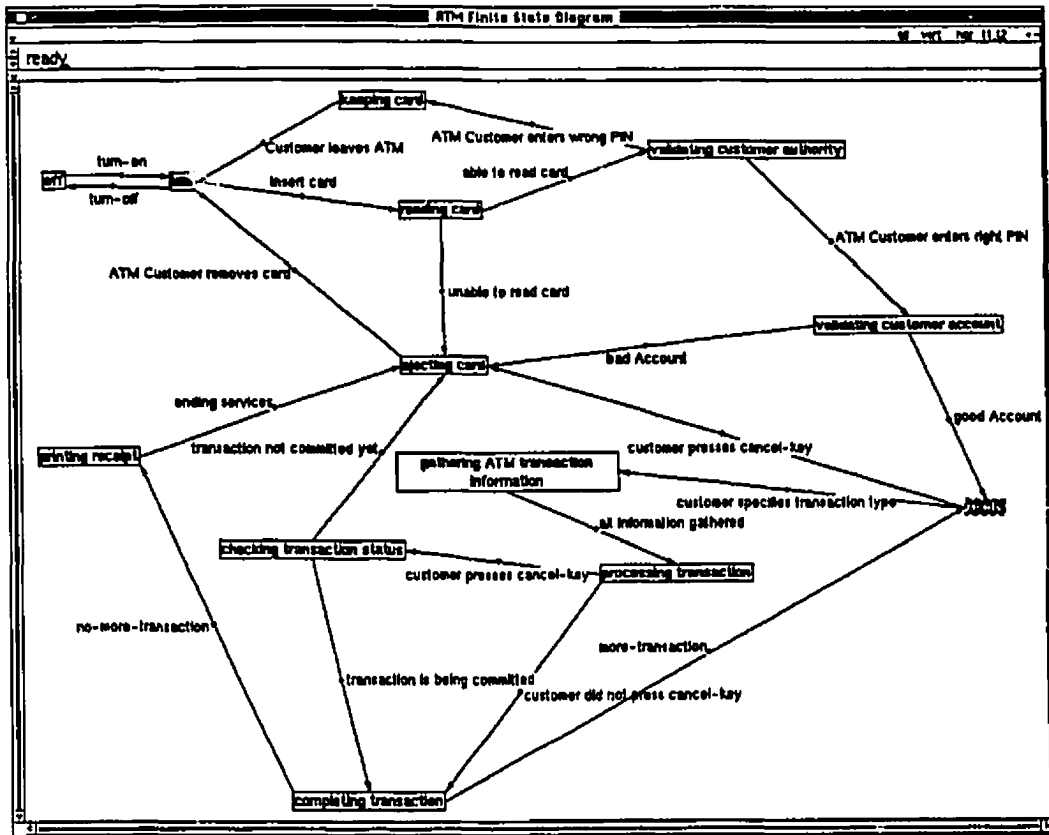 ATM Finite State Diagram
ready
keeping card
Customer leaves ATM
ATM Customer enters wrong PIN
validating customer authority
turn-on
off
turn-off
insert card
able to read card
reading card
ATM Customer enters right PIN
ATM Customer removes card
unable to read card
validating customer account
bad Account
ejecting card
ending services
good Account
transaction not committed yet
customer presses cancel-key
printing receipt
gathering ATM transaction
information
customer specifies transaction type
all information gathered
checking transaction status
customer presses cancel-key
processing transaction
no-more-transaction
more-transaction
transaction is being committed
customer did not press cancel-key
completing transaction